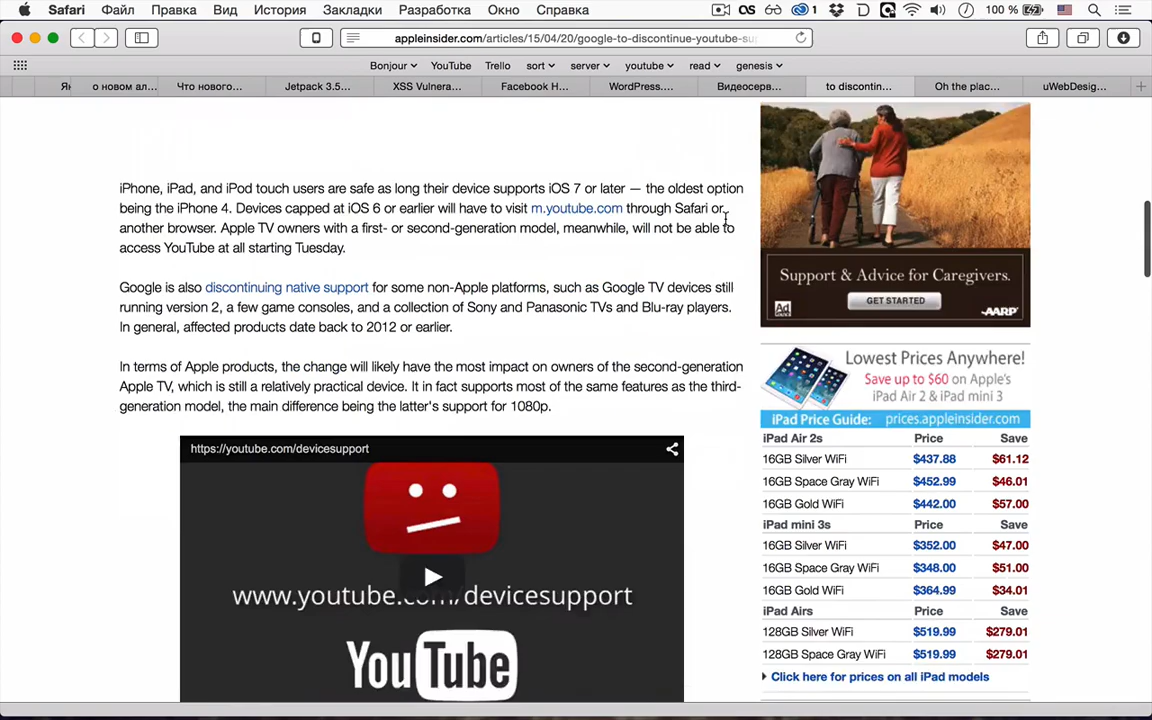 Safari Файл Правка Вид История Закладки Разработка Окно Справка 1 100 %
appleinsider.com/articles/15/04/20/google-to-discontinue-youtube-su
Bonjour YouTube Trello sort server youtube read genesis
о новом ал... Что нового... Jetpack 3.5... XSS Vulnera... Facebook H... WordPress.... Видеосерв... to discontin... Oh the plac... uWebDesig...
iPhone, iPad, and iPod touch users are safe as long their device supports iOS 7 or later — the oldest option
being the iPhone 4. Devices capped at iOS 6 or earlier will have to visit m.youtube.com through Safari or
another browser. Apple TV owners with a first- or second-generation model, meanwhile, will not be able to
access YouTube at all starting Tuesday.
Google is also discontinuing native support for some non-Apple platforms, such as Google TV devices still
running version 2, a few game consoles, and a collection of Sony and Panasonic TVs and Blu-ray players.
In general, affected products date back to 2012 or earlier.
In terms of Apple products, the change will likely have the most impact on owners of the second-generation
Apple TV, which is still a relatively practical device. It in fact supports most of the same features as the third-
generation model, the main difference being the latter's support for 1080p.
https://youtube.com/devicesupport
www.youtube.com/devicesupport
YouTube
Support & Advice for Caregivers.
Ad Council
GET STARTED
AARP
Lowest Prices Anywhere!
Save up to $60 on Apple's
iPad Air 2 & iPad mini 3
iPad Price Guide: prices.appleinsider.com
iPad Air 2s Price Save
16GB Silver WiFi $437.88 $61.12
16GB Space Gray WiFi $452.99 $46.01
16GB Gold WiFi $442.00 $57.00
iPad mini 3s Price Save
16GB Silver WiFi $352.00 $47.00
16GB Space Gray WiFi $348.00 $51.00
16GB Gold WiFi $364.99 $34.01
iPad Airs Price Save
128GB Silver WiFi $519.99 $279.01
128GB Space Gray WiFi $519.99 $279.01
Click here for prices on all iPad models